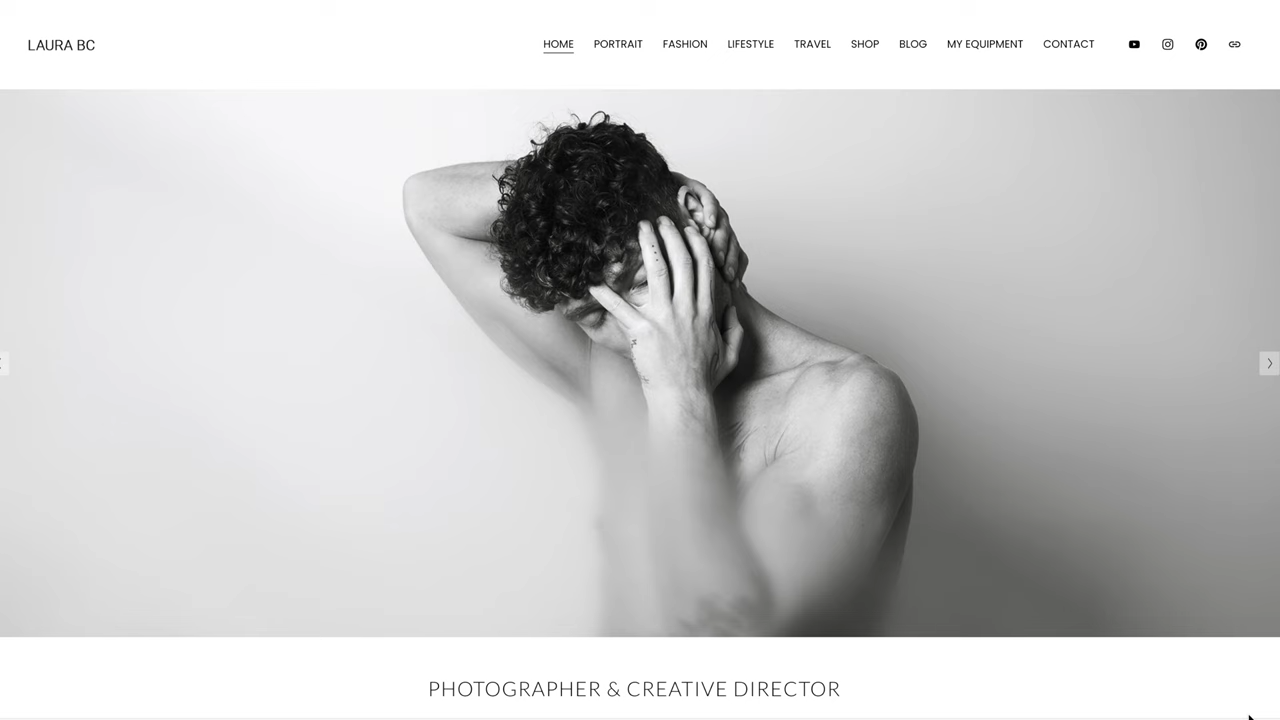 LAURA BC
HOME PORTRAIT FASHION LIFESTYLE TRAVEL SHOP BLOG MY EQUIPMENT CONTACT
PHOTOGRAPHER & CREATIVE DIRECTOR